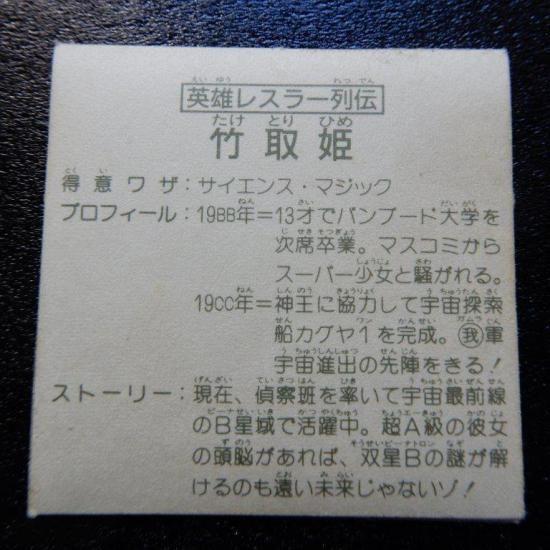 英雄レスラー列伝
竹取姫
得意ワザ:サイエンス・マジック
プロフィール:19BB年=13才でバンブード大学を
次席卒業。マスコミから
スーパー少女と騒がれる。
19CC年=神王に協力して宇宙探索
船カグヤ1を完成。我軍
宇宙進出の先陣をきる!
ストーリー:現在、偵察班を率いて宇宙最前線
のB星域で活躍中。超A級の彼女
の頭脳があれば、双星Bの謎が解
けるのも遠い未来じゃないゾ!